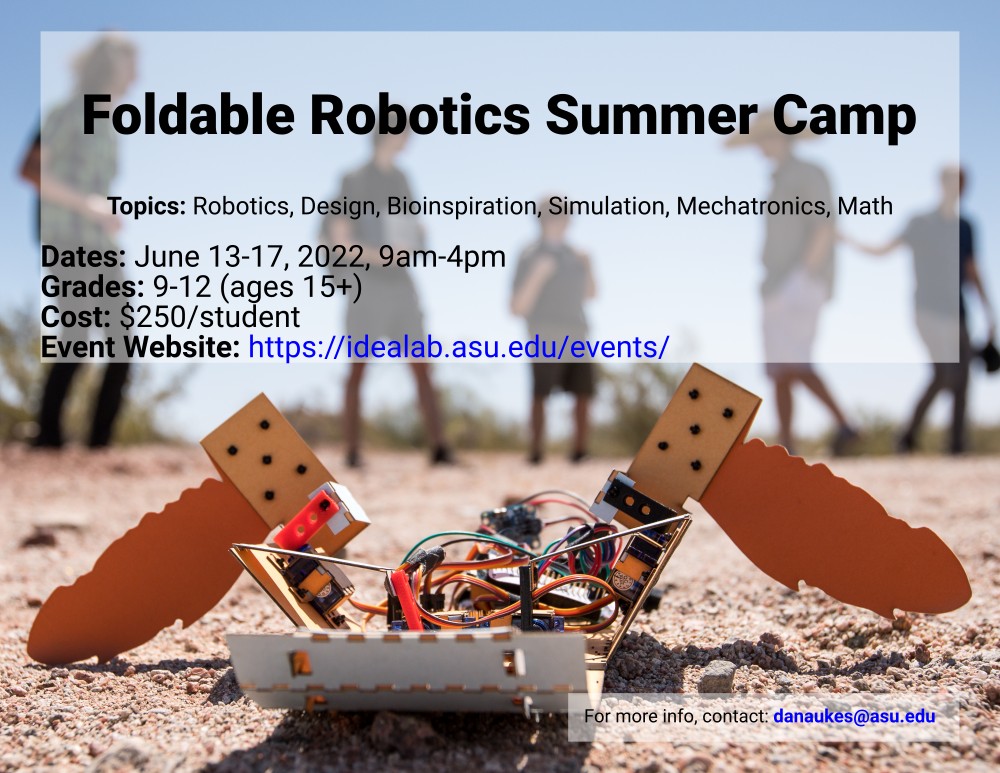 Foldable Robotics Summer Camp
Topics: Robotics, Design, Bioinspiration, Simulation, Mechatronics, Math
Dates: June 13-17, 2022, 9am-4pm
Grades: 9-12 (ages 15+)
Cost: $250/student
Event Website: https://idealab.asu.edu/events/
For more info, contact: danaukes@asu.edu